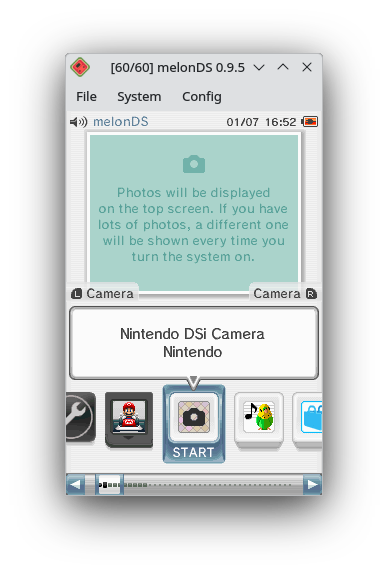 [60/60] melonDS 0.9.5
File System Config
melonDS 01/07 16:52
Photos will be displayed
on the top screen. If you have
lots of photos, a different one
will be shown every time you
turn the system on.
L Camera Camera R
Nintendo DSi Camera
Nintendo
START